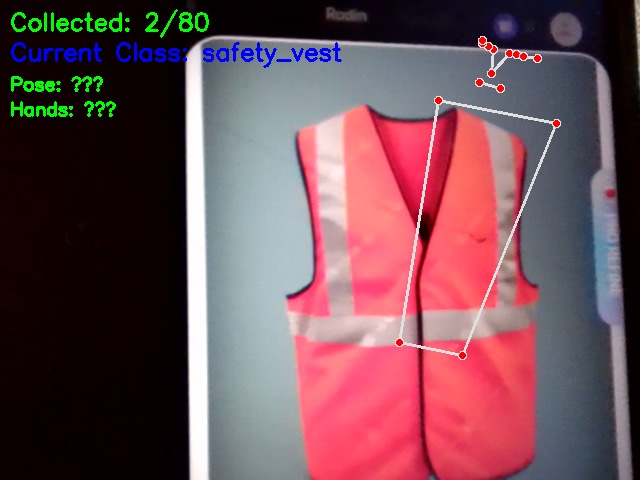 Rodin
Collected: 2/80
Current Class: safety_vest
Pose: ???
Hands: ???